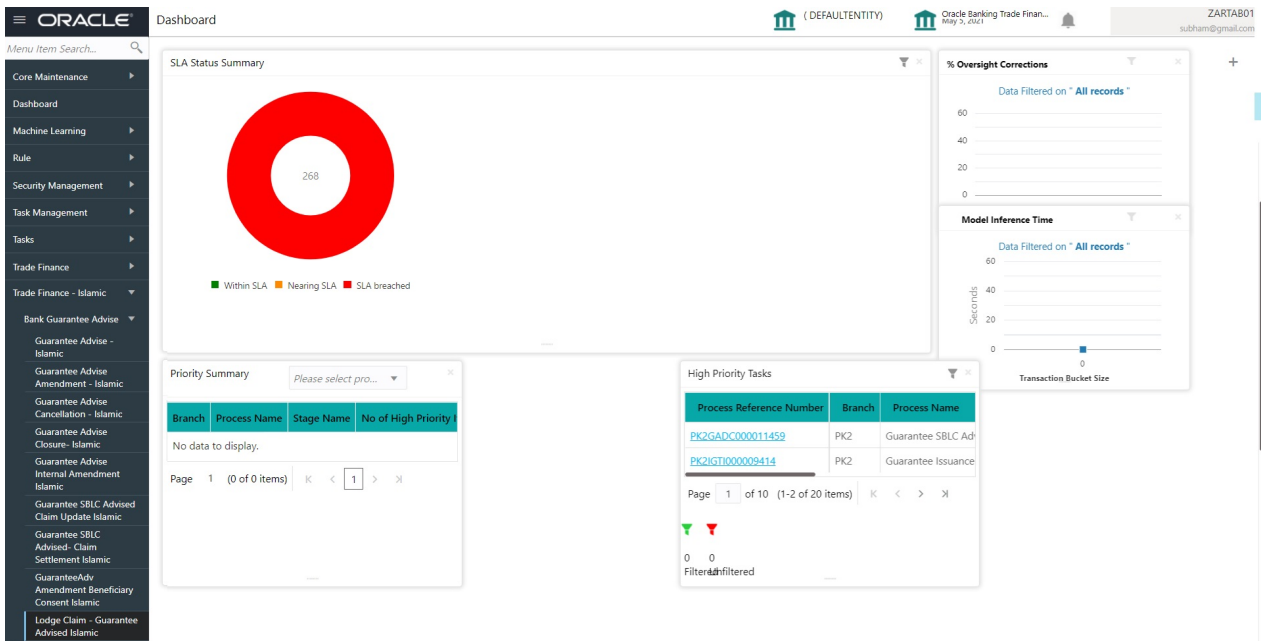 ORACLE
Dashboard
( DEFAULTENTITY)
Oracle Banking Trade Finan...
May 5, 2021
ZARTAB01
subham@gmail.com
Menu Item Search...
Core Maintenance
Dashboard
Machine Learning
Rule
Security Management
Task Management
Tasks
Trade Finance
Trade Finance - Islamic
Bank Guarantee Advise
Guarantee Advise -
Islamic
Guarantee Advise
Amendment - Islamic
Guarantee Advise
Cancellation - Islamic
Guarantee Advise
Closure- Islamic
Guarantee Advise
Internal Amendment
Islamic
Guarantee SBLC Advised
Claim Update Islamic
Guarantee SBLC
Advised- Claim
Settlement Islamic
GuaranteeAdv
Amendment Beneficiary
Consent Islamic
Lodge Claim - Guarantee
Advised Islamic
SLA Status Summary
268
Within SLA Nearing SLA SLA breached
% Oversight Corrections
Data Filtered on " All records "
60
40
20
0
Model Inference Time
Data Filtered on " All records "
Seconds
60
40
20
0
0
Transaction Bucket Size
Priority Summary
Please select pro...
Branch Process Name Stage Name No of High Priority
No data to display.
Page 1 (0 of 0 items) 1
High Priority Tasks
Process Reference Number Branch Process Name
PK2GADC000011459 PK2 Guarantee SBLC Ad
PK2IGTI000009414 PK2 Guarantee Issuance
Page 1 of 10 (1-2 of 20 items)
0 0
Filtered Unfiltered